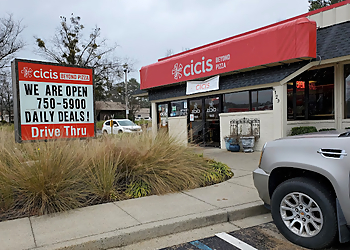 cicis BEYOND PIZZA
WE ARE OPEN
750-5900
DAILY DEALS!
Drive Thru
cicis BEYOND
PIZZA
cicis